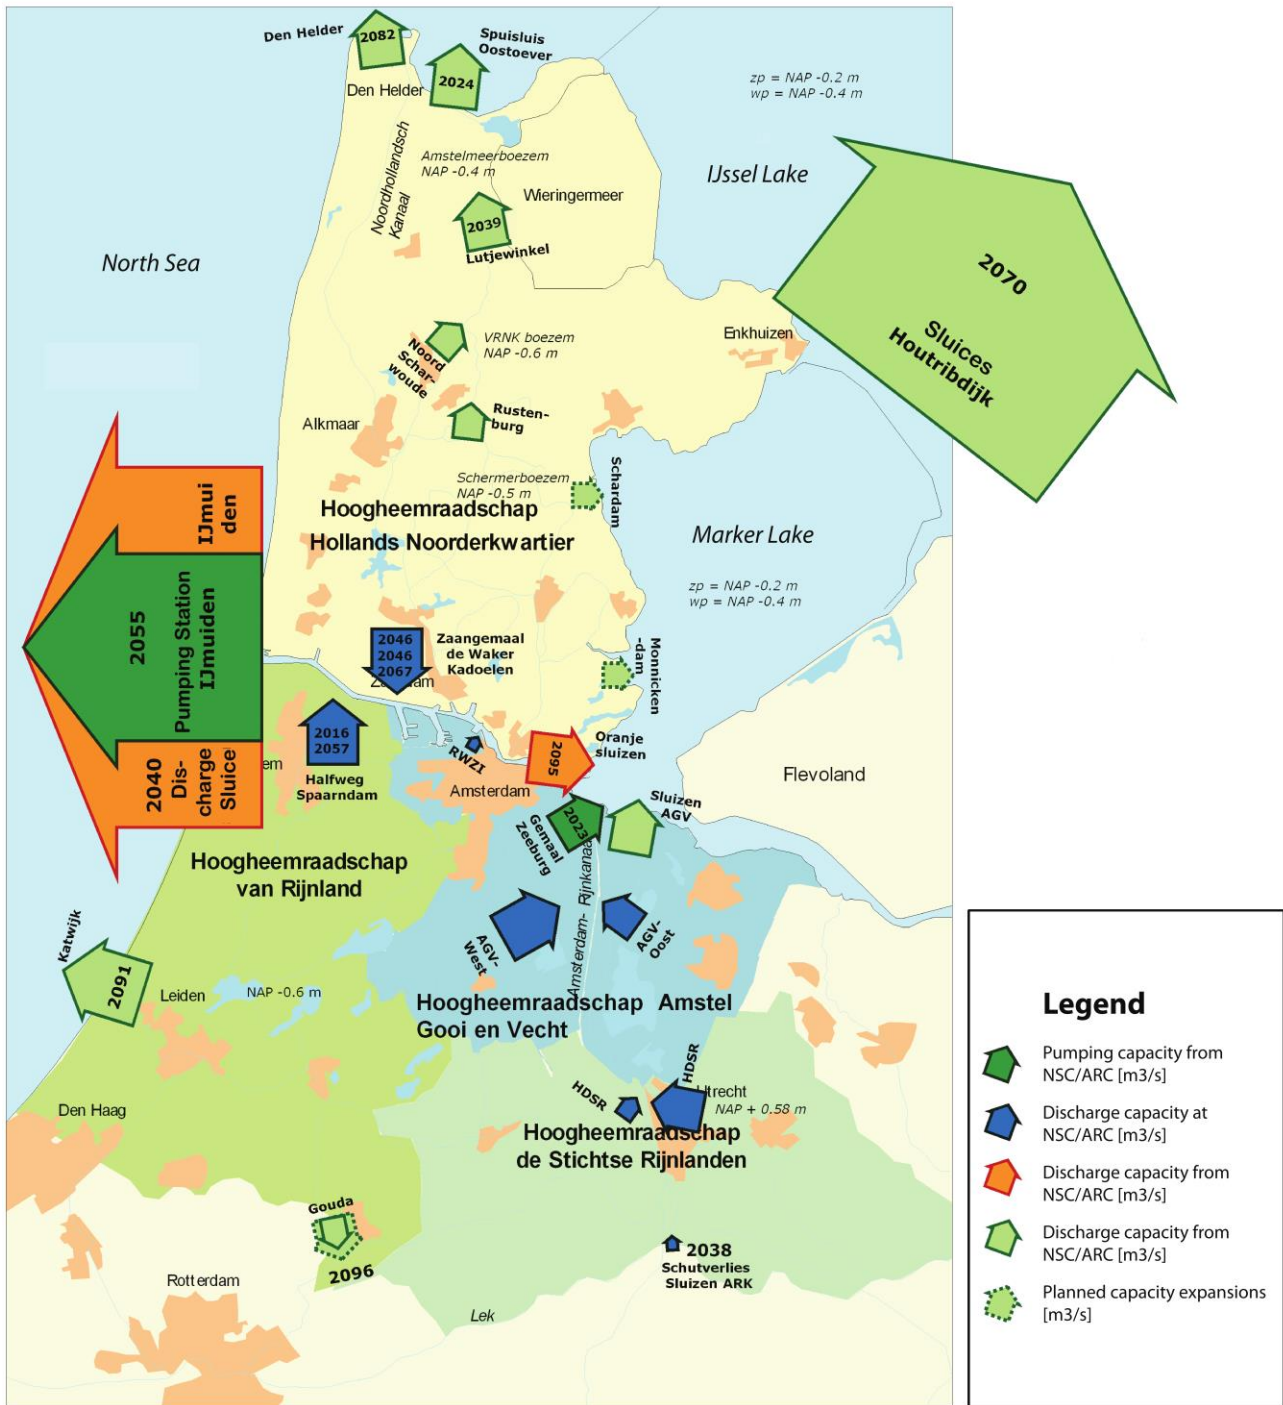 Den Helder
2082
Spuisluis
Oostoever
2024
Den Helder
zp = NAP -0.2 m
wp = NAP -0.4 m
Noordhollandsch
Kanaal
Amstelmeerboezem
NAP -0.4 m
IJssel Lake
Wieringermeer
2039
Lutjewinkel
North Sea
2070
Sluices
Houtribdijk
Enkhuizen
VRNK boezem
NAP -0.6 m
Noord
Schar-
woude
Rusten-
burg
Alkmaar
Schermerboezem
NAP -0.5 m
Schardam
Hoogheemraadschap
Hollands Noorderkwartier
Marker Lake
zp = NAP -0.2 m
wp = NAP -0.4 m
IJmui
den
2055
Pumping Station
IJmuiden
2040
Dis-
charge
Sluice
2046
2046
2067
Zaangemaal
de Waker
Kadoelen
Monnicken
-dam
2016
2057
Halfweg
Spaarndam
RWZI
2095
Oranje
sluizen
Amsterdam
Flevoland
Sluizen
AGV
2023
Gemaal
Zeeburg
Hoogheemraadschap
van Rijnland
Amsterdam- Rijnkanaal
AGV-
West
AGV-
Oost
Katwijk
2091
Leiden
NAP -0.6 m
Hoogheemraadschap Amstel
Gooi en Vecht
HDSR
HDSR
Utrecht
NAP + 0.58 m
Den Haag
Hoogheemraadschap
de Stichtse Rijnlanden
Gouda
2096
2038
Schutverlies
Sluizen ARK
Rotterdam
Lek
Legend
Pumping capacity from
NSC/ARC [m3/s]
Discharge capacity at
NSC/ARC [m3/s]
Discharge capacity from
NSC/ARC [m3/s]
Discharge capacity from
NSC/ARC [m3/s]
Planned capacity expansions
[m3/s]